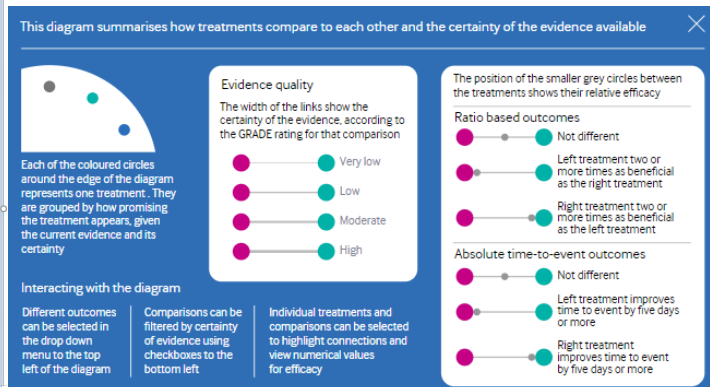 This diagram summarises how treatments compare to each other and the certainty of the evidence available
Each of the coloured circles
around the edge of the diagram
represents one treatment . They
are grouped by how promising
the treatment appears, given
the current evidence and its
certainty
Evidence quality
The width of the links show the
certainty of the evidence, according to
the GRADE rating for that comparison
Very low
Low
Moderate
High
The position of the smaller grey circles between
the treatments shows their relative efficacy
Ratio based outcomes
Not different
Left treatment two or
more times as beneficial
as the right treatment
Right treatment two or
more times as beneficial
as the left treatment
Absolute time-to-event outcomes
Not different
Left treatment improves
time to event by five days
or more
Right treatment
improves time to event
by five days or more
Interacting with the diagram
Different outcomes
can be selected in
the drop down
menu to the top
left of the diagram
Comparisons can be
filtered by certainty
of evidence using
checkboxes to the
bottom left
Individual treatments and
comparisons can be selected
to highlight connections and
view numerical values
for efficacy